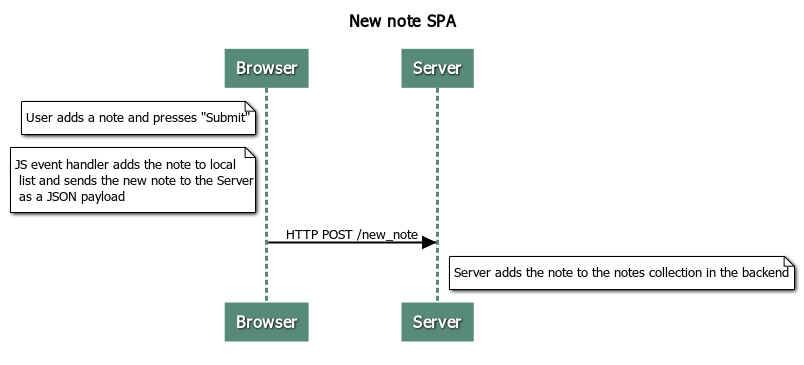 New note SPA
Browser
Server
User adds a note and presses "Submit"
JS event handler adds the note to local
list and sends the new note to the Server
as a JSON payload
HTTP POST /new_note
Server adds the note to the notes collection in the backend
Browser
Server